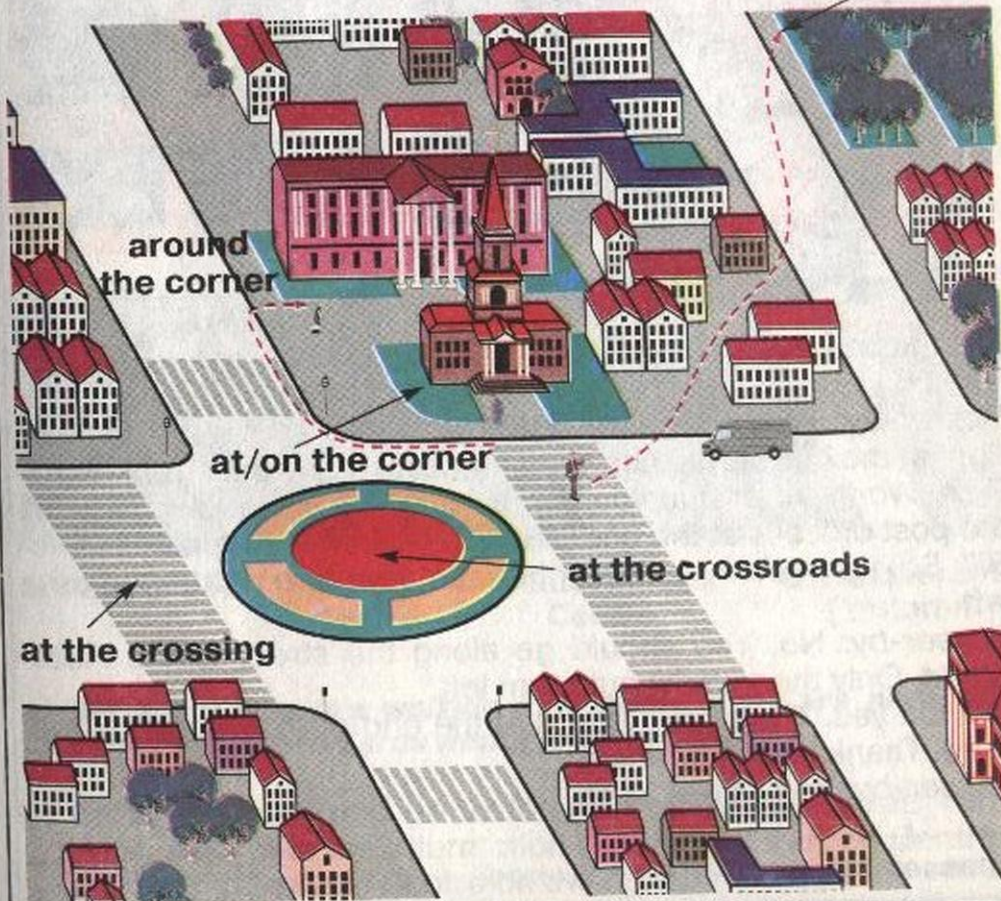 around
the corner
at/on the corner
at the crossroads
at the crossing